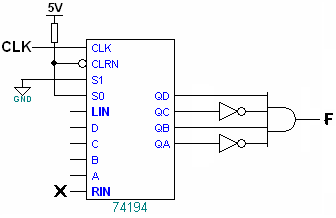 5V
CLK
CLK
CLRN
S1
GND
S0
QD
LIN
QC
D
QB
F
C
QA
B
A
X
RIN
74194